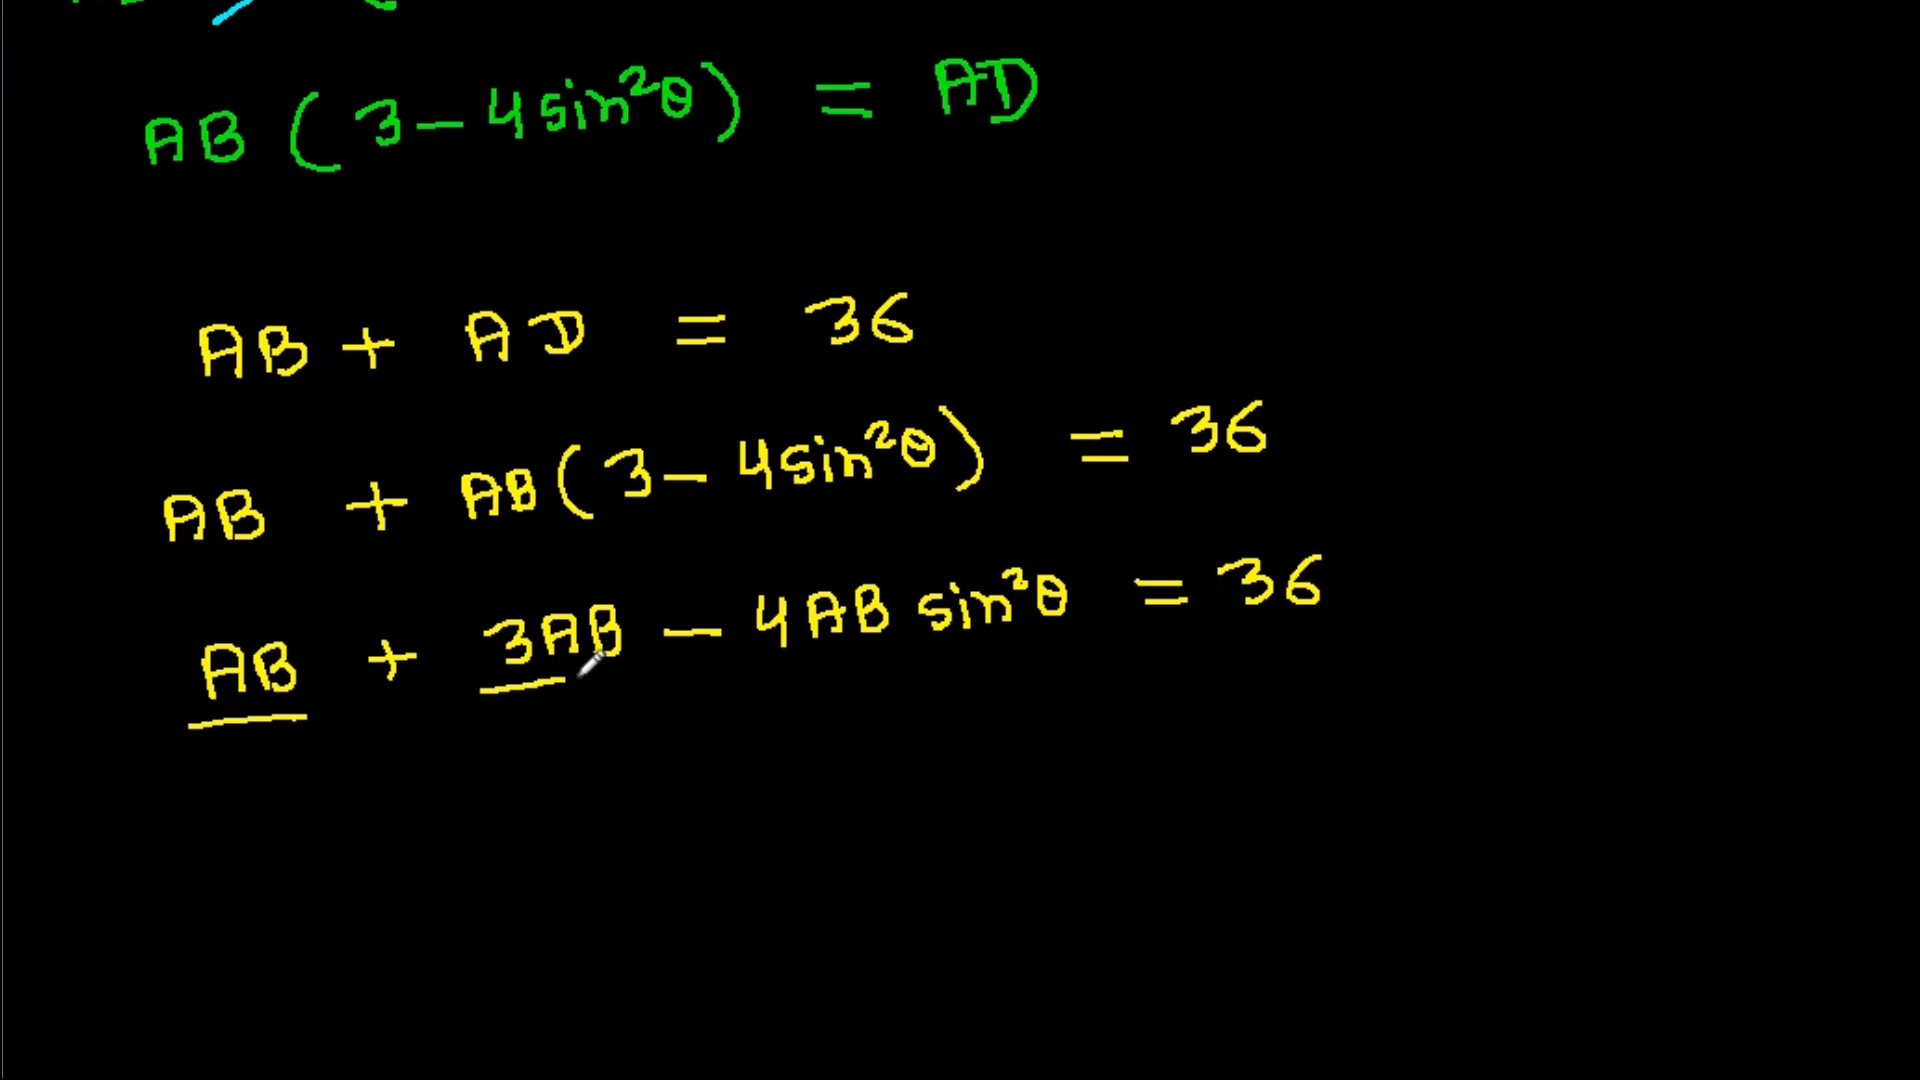 AB (3 - 4sin²θ) = AD
AB + AD = 36
AB + AB(3 - 4sin²θ) = 36
AB + 3AB - 4AB sin²θ = 36